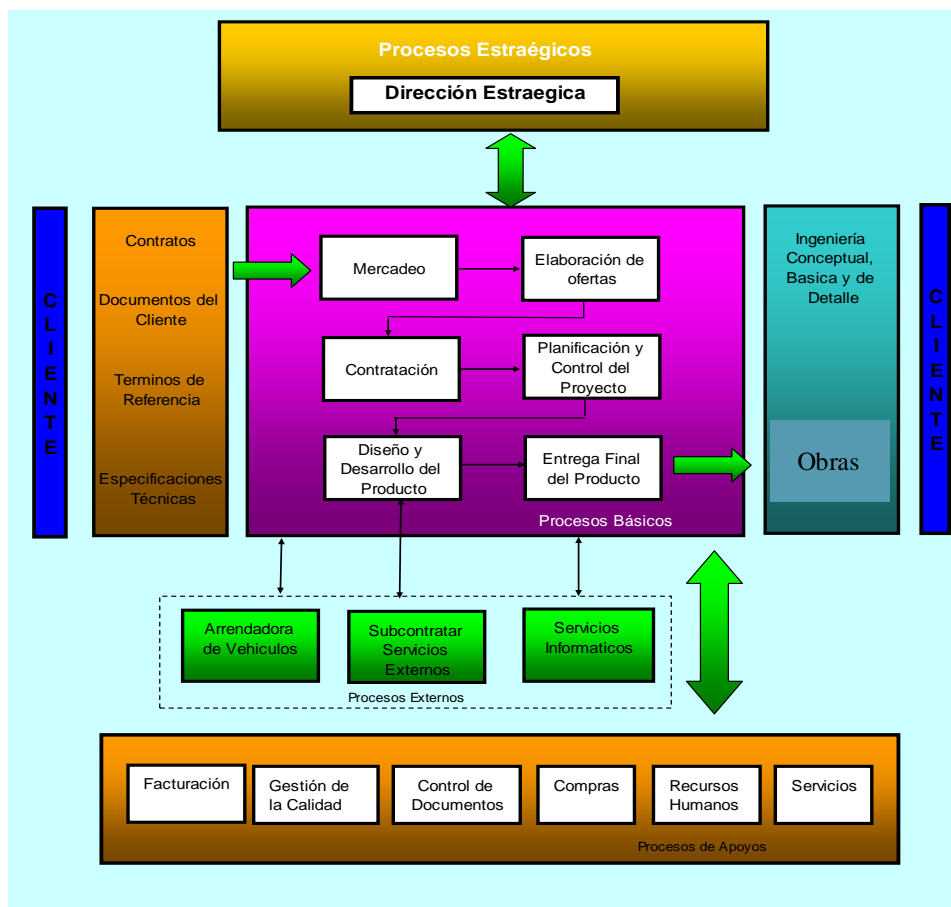 Procesos Estraégicos
Dirección Estraegica
C
L
I
E
N
T
E
Contratos
Documentos del
Cliente
Terminos de
Referencia
Especificaciones
Técnicas
Mercadeo
Elaboración de
ofertas
Contratación
Planificación y
Control del
Proyecto
Diseño y
Desarrollo del
Producto
Entrega Final
del Producto
Procesos Básicos
Ingeniería
Conceptual,
Basica y de
Detalle
Obras
C
L
I
E
N
T
E
Arrendadora
de Vehiculos
Subcontratar
Servicios
Externos
Servicios
Informaticos
Procesos Externos
Facturación
Gestión de
la Calidad
Control de
Documentos
Compras
Recursos
Humanos
Servicios
Procesos de Apoyos